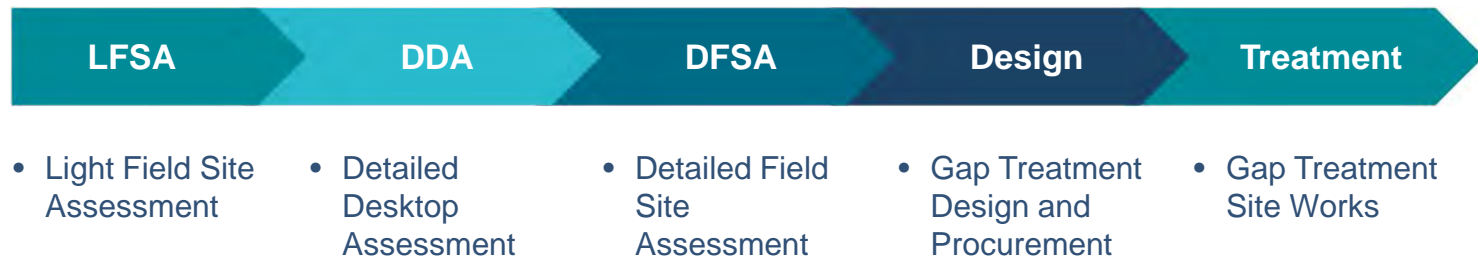 LFSA
DDA
DFSA
Design
Treatment
• Light Field Site
Assessment
• Detailed
Desktop
Assessment
• Detailed Field
Site
Assessment
• Gap Treatment
Design and
Procurement
• Gap Treatment
Site Works